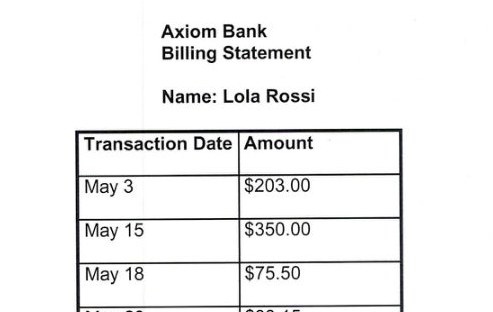 Axiom Bank
Billing Statement
Name: Lola Rossi
Transaction Date Amount
May 3 $203.00
May 15 $350.00
May 18 $75.50